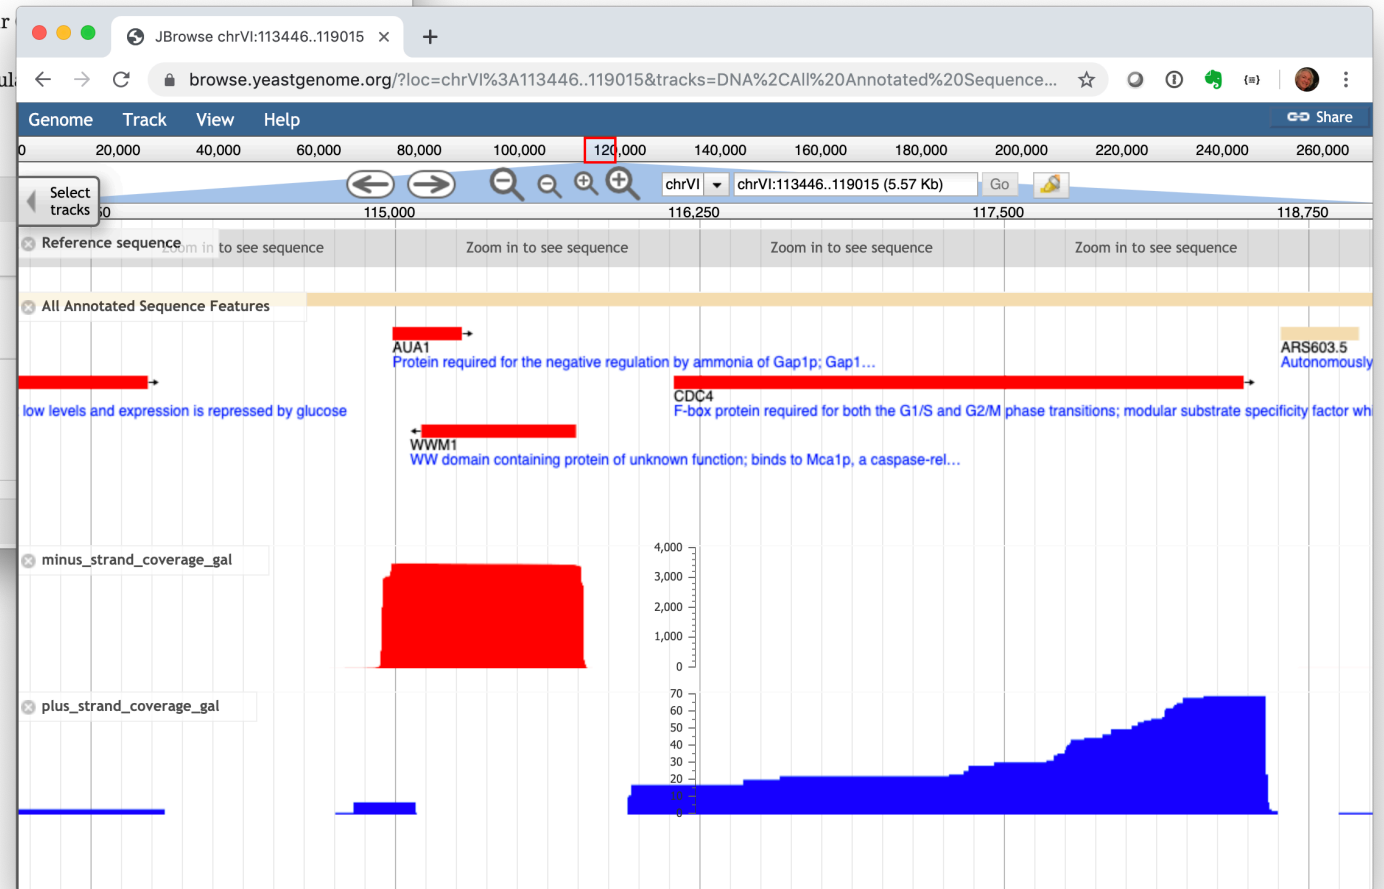 JBrowse chrVI:113446..119015
browse.yeastgenome.org/?loc=chrVI%3A113446..119015&tracks=DNA%2CAll%20Annotated%20Sequence...
Genome Track View Help Share
0 20,000 40,000 60,000 80,000 100,000 120,000 140,000 160,000 180,000 200,000 220,000 240,000 260,000
Select
tracks
chrVI chrVI:113446..119015 (5.57 Kb) Go
115,000 116,250 117,500 118,750
Reference sequence
Zoom in to see sequence Zoom in to see sequence Zoom in to see sequence Zoom in to see sequence
All Annotated Sequence Features
AUA1 ARS603.5
Protein required for the negative regulation by ammonia of Gap1p; Gap1... Autonomously
CDC4
low levels and expression is repressed by glucose F-box protein required for both the G1/S and G2/M phase transitions; modular substrate specificity factor whi
WWM1
WW domain containing protein of unknown function; binds to Mca1p, a caspase-rel...
minus_strand_coverage_gal
4,000
3,000
2,000
1,000
0
plus_strand_coverage_gal
70
60
50
40
30
20
10
0